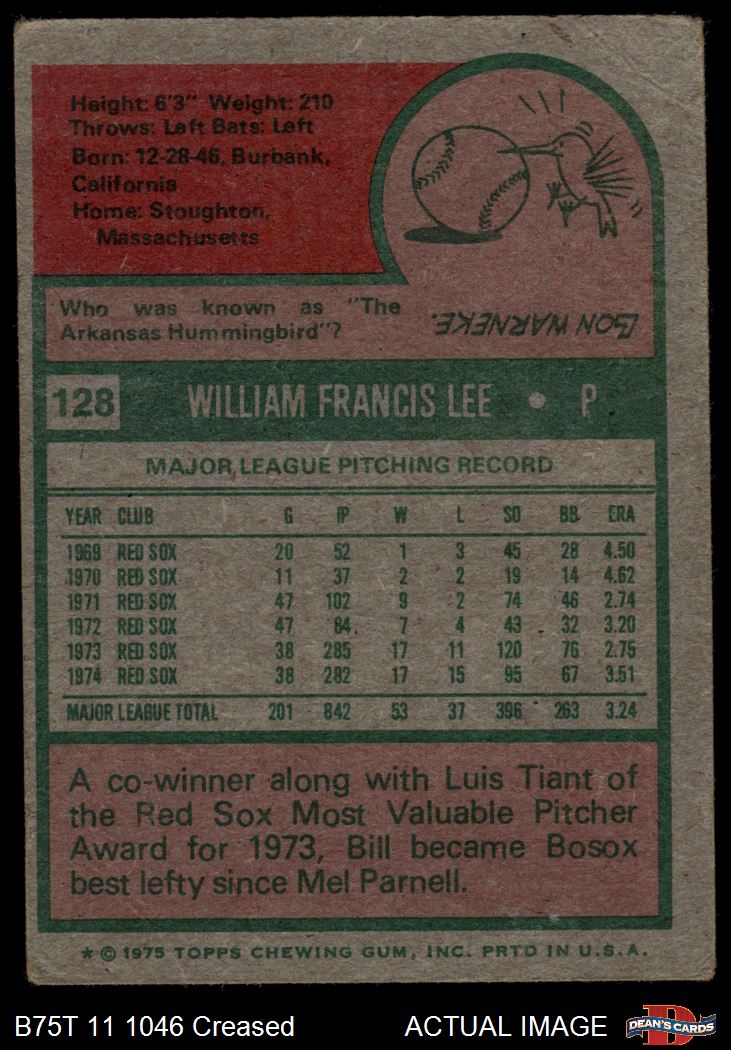 Height: 6'3" Weight: 210
Throws: Left Bats: Left
Born: 12-28-46, Burbank,
California
Home: Stoughton,
Massachusetts
Who was known as "The
Arkansas Hummingbird"?
LON WARNEKE.
128 WILLIAM FRANCIS LEE • P
MAJOR LEAGUE PITCHING RECORD
YEAR CLUB G IP W L SO BB ERA
1969 RED SOX 20 52 1 3 45 28 4.50
1970 RED SOX 11 37 2 2 19 14 4.62
1971 RED SOX 47 102 9 2 74 46 2.74
1972 RED SOX 47 84 7 4 43 32 3.20
1973 RED SOX 38 285 17 11 120 76 2.75
1974 RED SOX 38 282 17 15 95 67 3.51
MAJOR LEAGUE TOTAL 201 842 53 37 396 263 3.24
A co-winner along with Luis Tiant of
the Red Sox Most Valuable Pitcher
Award for 1973, Bill became Bosox
best lefty since Mel Parnell.
* © 1975 TOPPS CHEWING GUM, INC. PRTD IN U.S.A.
B75T 11 1046 Creased ACTUAL IMAGE
DEAN'S CARDS